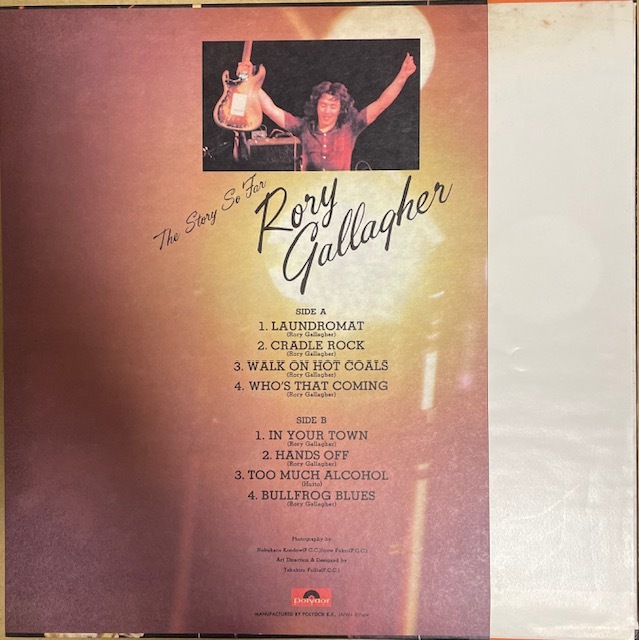 The Story So Far
Rory
Gallagher
SIDE A
1. LAUNDROMAT
(Rory Gallagher)
2. CRADLE ROCK
(Rory Gallagher)
3. WALK ON HOT COALS
(Rory Gallagher)
4. WHO'S THAT COMING
(Rory Gallagher)
SIDE B
1. IN YOUR TOWN
(Rory Gallagher)
2. HANDS OFF
(Rory Gallagher)
3. TOO MUCH ALCOHOL
(Hutto)
4. BULLFROG BLUES
(Rory Gallagher)
Photography by
Art Direction & Designed by
polydor
MANUFACTURED BY POLYDOR K.K., JAPAN